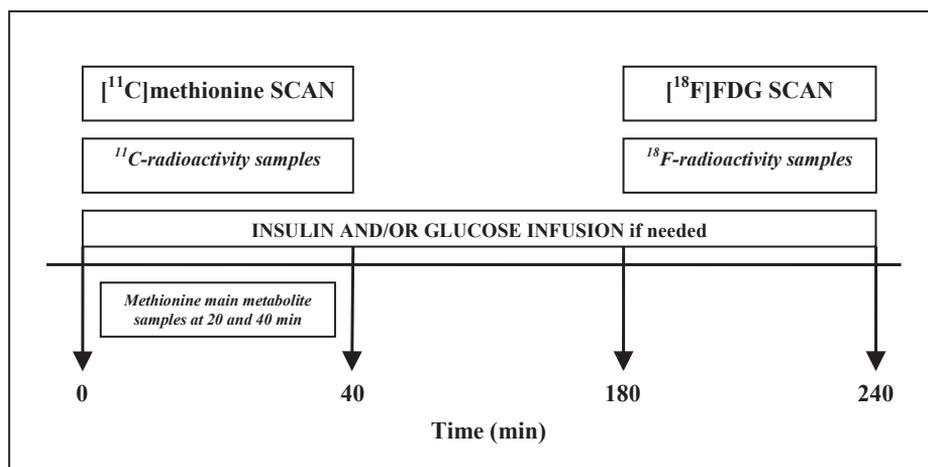 [¹¹C]methionine SCAN
[¹⁸F]FDG SCAN
¹¹C-radioactivity samples
¹⁸F-radioactivity samples
INSULIN AND/OR GLUCOSE INFUSION if needed
Methionine main metabolite
samples at 20 and 40 min
0 40 180 240
Time (min)